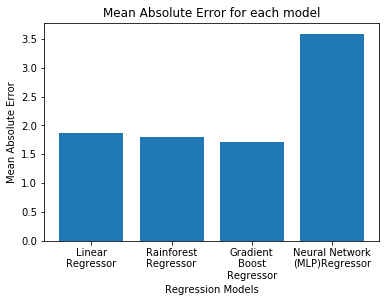 Mean Absolute Error for each model
Mean Absolute Error
3.5
3.0
2.5
2.0
1.5
1.0
0.5
0.0
Linear
Regressor
Rainforest
Regressor
Gradient
Boost
Regressor
Neural Network
(MLP)Regressor
Regression Models